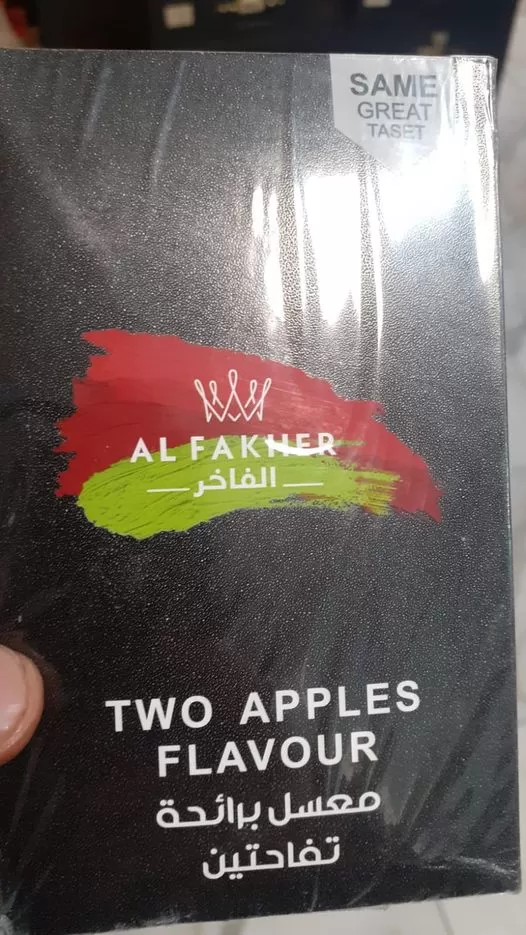 SAME
GREAT
TASET
AL FAKHER
الفاخر
TWO APPLES
FLAVOUR
معسل برائحة
تفاحتين